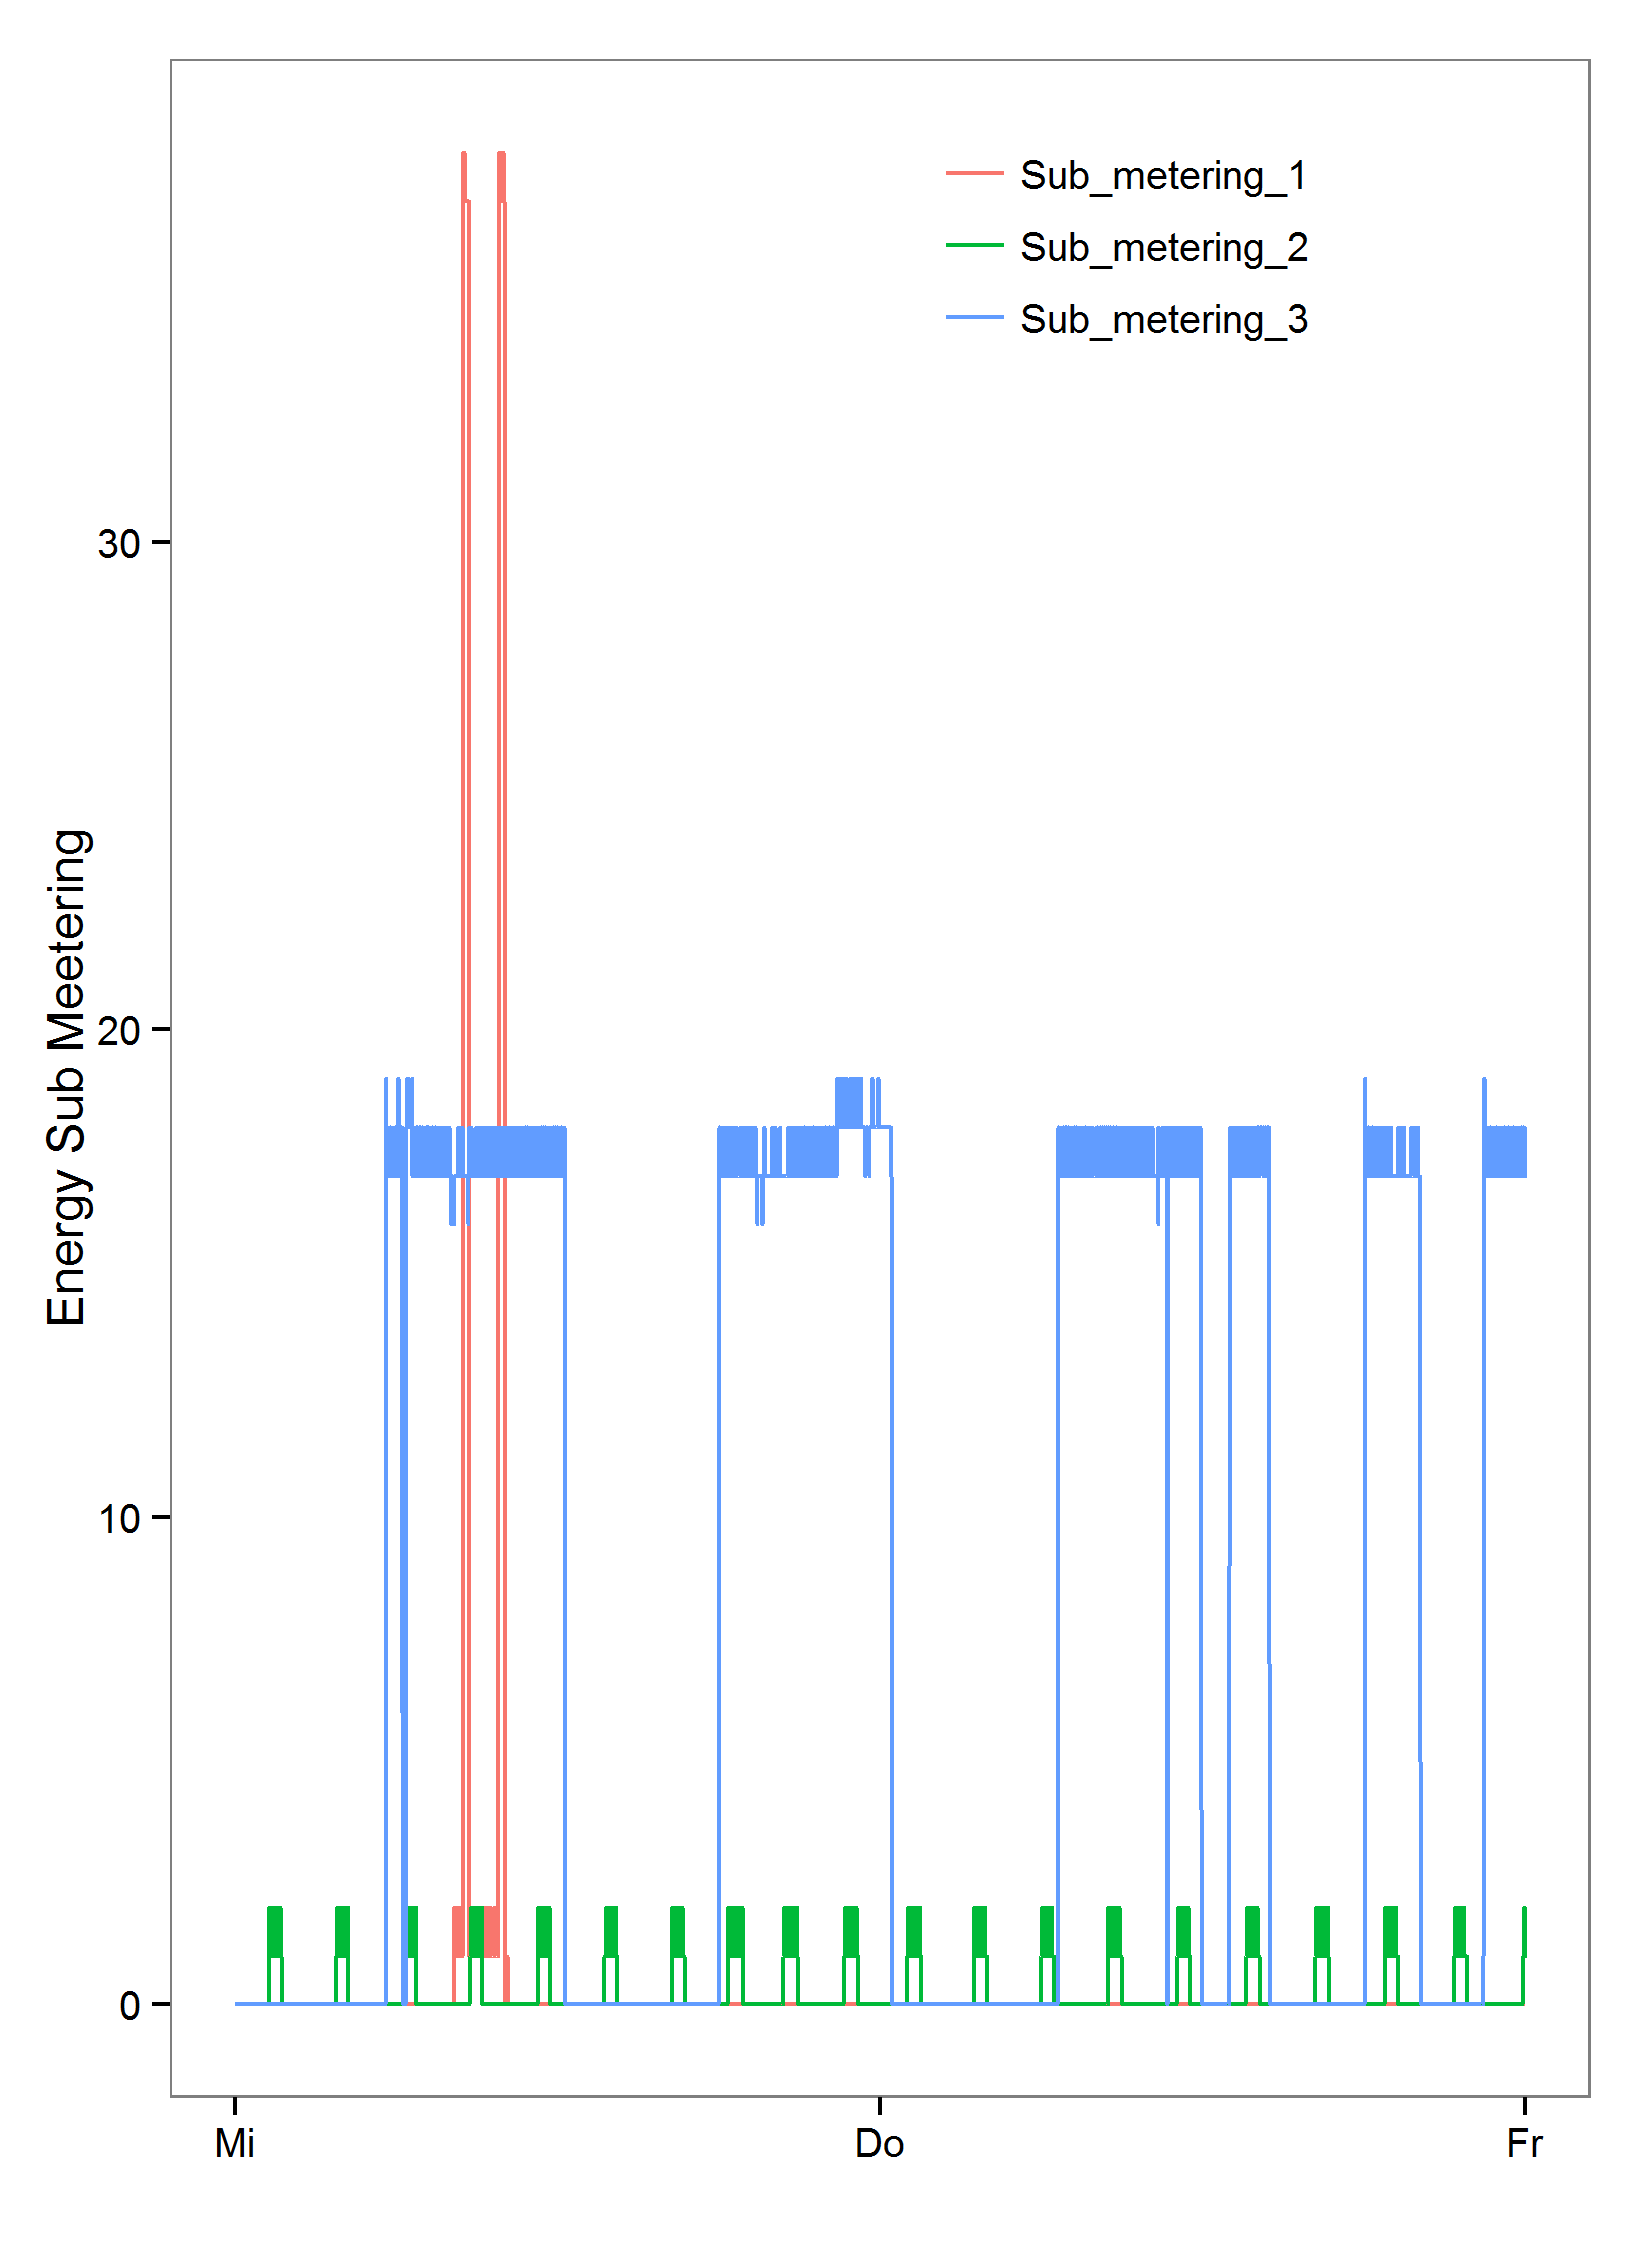 Sub_metering_1
Sub_metering_2
Sub_metering_3
Energy Sub Meetering
30
20
10
0
Mi Do Fr